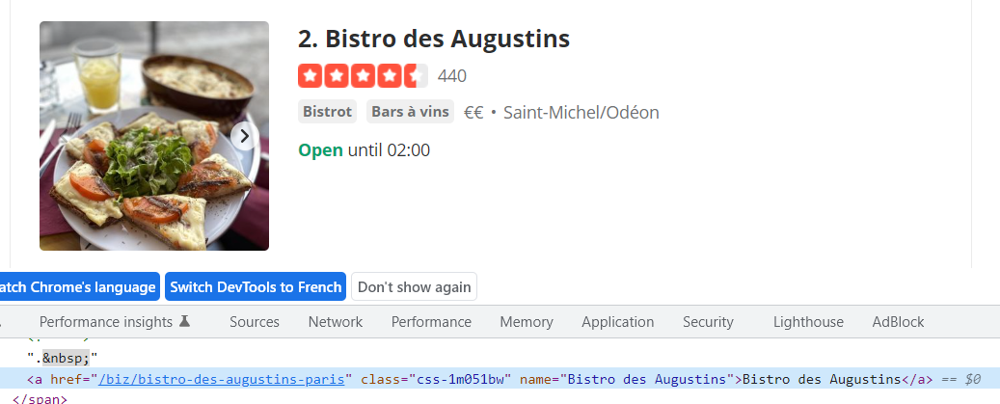 2. Bistro des Augustins
440
Bistrot Bars à vins €€ • Saint-Michel/Odéon
Open until 02:00
atch Chrome's language Switch DevTools to French Don't show again
Performance insights Sources Network Performance Memory Application Security Lighthouse AdBlock
".&nbsp;"
<a href="/biz/bistro-des-augustins-paris" class="css-1m051bw" name="Bistro des Augustins">Bistro des Augustins</a> == $0
</span>